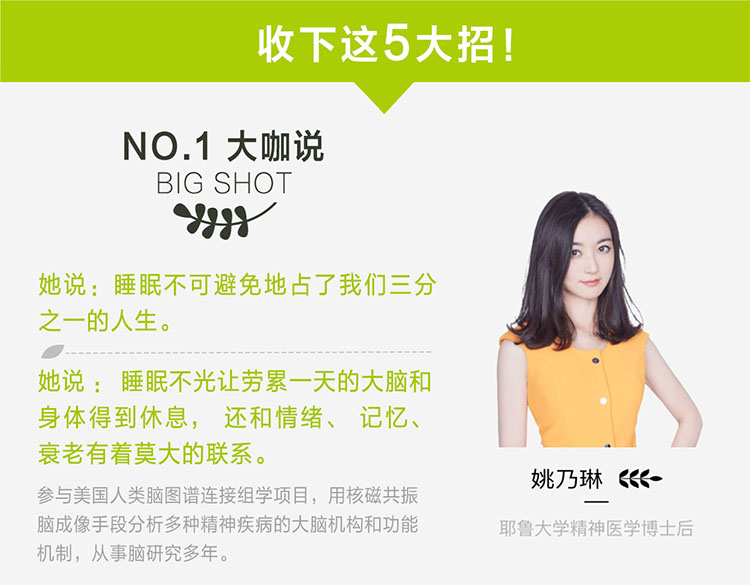 收下这5大招！
NO.1 大咖说
BIG SHOT
她说：睡眠不可避免地占了我们三分
之一的人生。
她说： 睡眠不光让劳累一天的大脑和
身体得到休息， 还和情绪、 记忆、
衰老有着莫大的联系。
参与美国人类脑图谱连接组学项目，用核磁共振
脑成像手段分析多种精神疾病的大脑机构和功能
机制，从事脑研究多年。
姚乃琳
耶鲁大学精神医学博士后